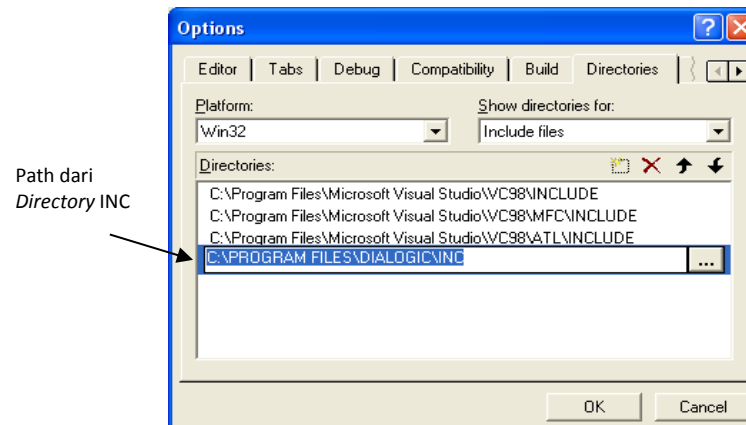 Options
Editor Tabs Debug Compatibility Build Directories
Platform: Show directories for:
Win32 Include files
Directories:
Path dari
Directory INC
C:\Program Files\Microsoft Visual Studio\VC98\INCLUDE
C:\Program Files\Microsoft Visual Studio\VC98\MFC\INCLUDE
C:\Program Files\Microsoft Visual Studio\VC98\ATL\INCLUDE
C:\PROGRAM FILES\DIALOGIC\INC ...
OK Cancel